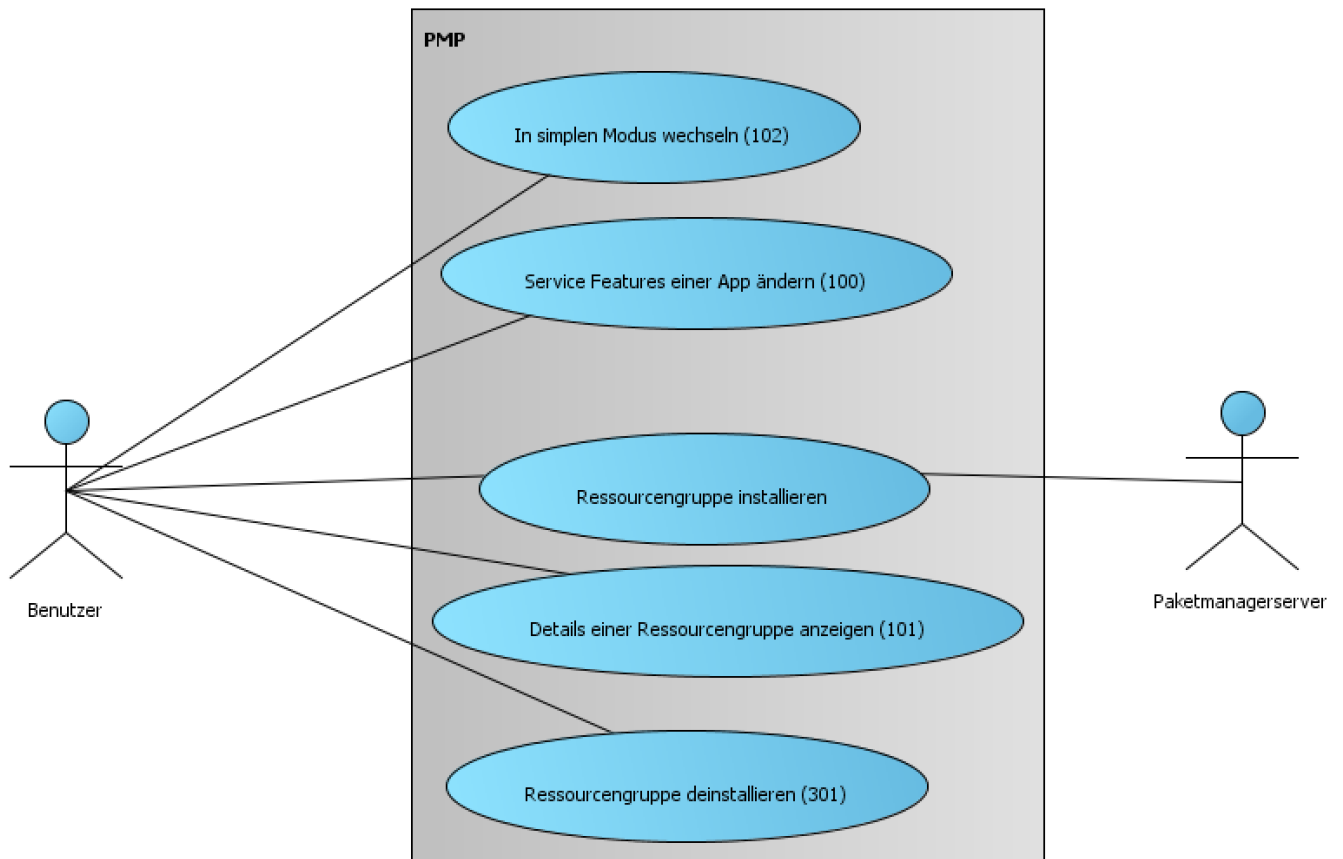 PMP
In simplen Modus wechseln (102)
Service Features einer App ändern (100)
Ressourcengruppe installieren
Details einer Ressourcengruppe anzeigen (101)
Ressourcengruppe deinstallieren (301)
Benutzer
Paketmanagerserver